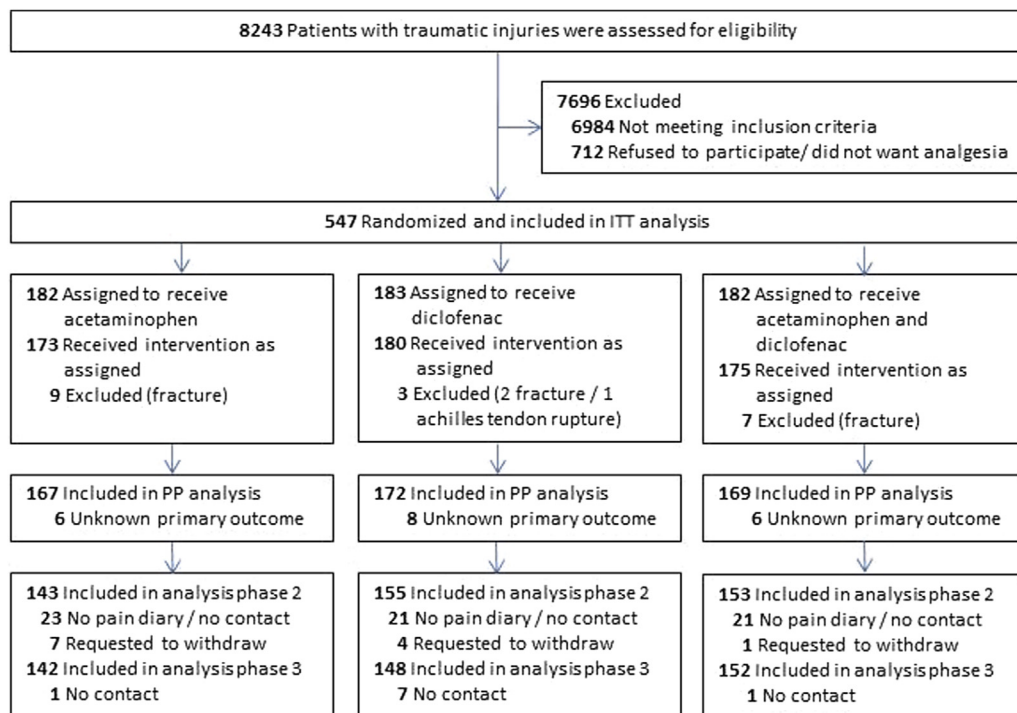 8243 Patients with traumatic injuries were assessed for eligibility
7696 Excluded
6984 Not meeting inclusion criteria
712 Refused to participate/ did not want analgesia
547 Randomized and included in ITT analysis
182 Assigned to receive
acetaminophen
173 Received intervention as
assigned
9 Excluded (fracture)
183 Assigned to receive
diclofenac
180 Received intervention as
assigned
3 Excluded (2 fracture / 1
achilles tendon rupture)
182 Assigned to receive
acetaminophen and
diclofenac
175 Received intervention as
assigned
7 Excluded (fracture)
167 Included in PP analysis
6 Unknown primary outcome
172 Included in PP analysis
8 Unknown primary outcome
169 Included in PP analysis
6 Unknown primary outcome
143 Included in analysis phase 2
23 No pain diary / no contact
7 Requested to withdraw
142 Included in analysis phase 3
1 No contact
155 Included in analysis phase 2
21 No pain diary / no contact
4 Requested to withdraw
148 Included in analysis phase 3
7 No contact
153 Included in analysis phase 2
21 No pain diary / no contact
1 Requested to withdraw
152 Included in analysis phase 3
1 No contact